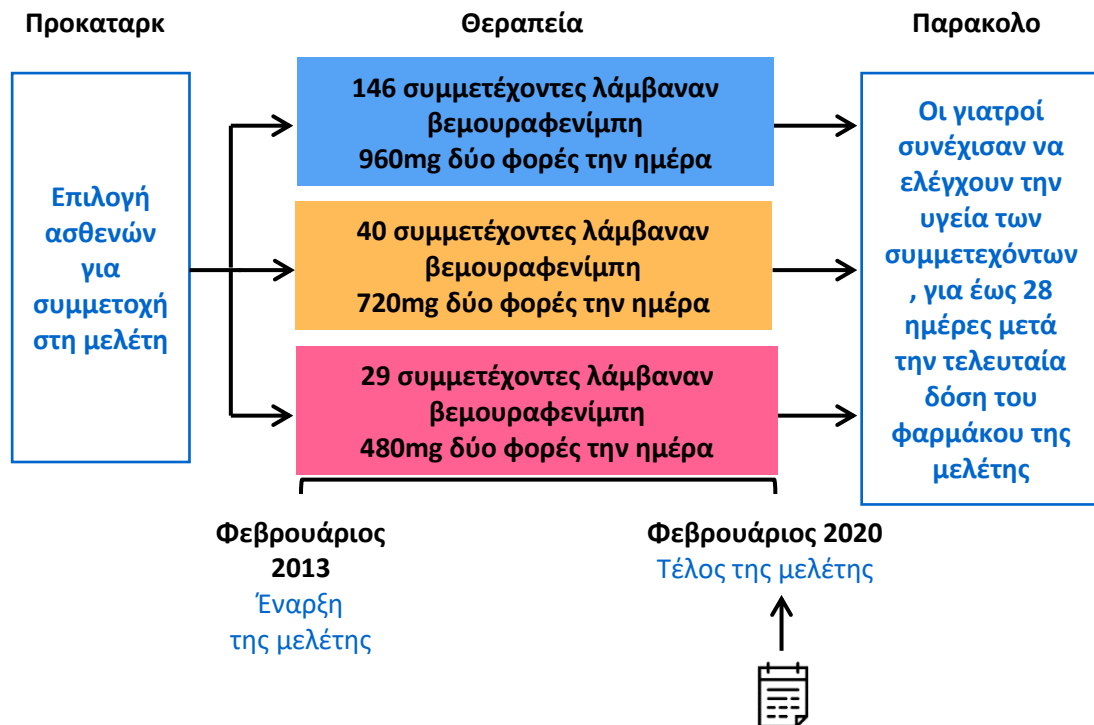 Προκαταρκ
Θεραπεία
Παρακολο
Επιλογή
ασθενών
για
συμμετοχή
στη μελέτη
146 συμμετέχοντες λάμβαναν
βεμουραφενίμπη
960mg δύο φορές την ημέρα
40 συμμετέχοντες λάμβαναν
βεμουραφενίμπη
720mg δύο φορές την ημέρα
29 συμμετέχοντες λάμβαναν
βεμουραφενίμπη
480mg δύο φορές την ημέρα
Οι γιατροί
συνέχισαν να
ελέγχουν την
υγεία των
συμμετεχόντων
, για έως 28
ημέρες μετά
την τελευταία
δόση του
φαρμάκου της
μελέτης
Φεβρουάριος
2013
Έναρξη
της μελέτης
Φεβρουάριος 2020
Τέλος της μελέτης